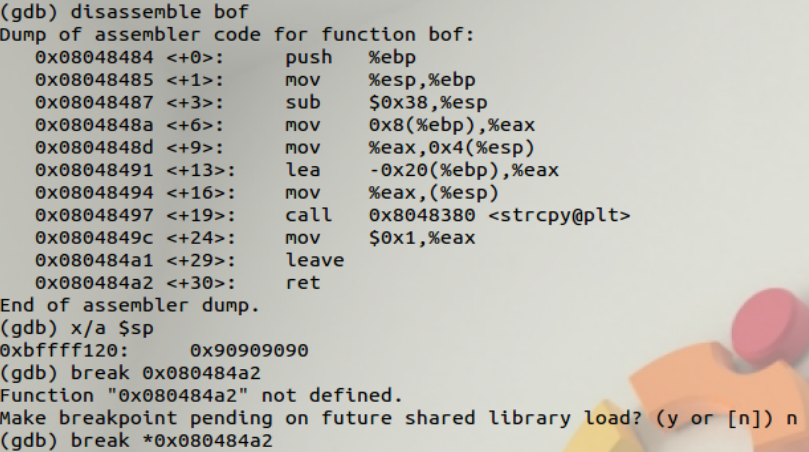 (gdb) disassemble bof
Dump of assembler code for function bof:
   0x08048484 <+0>:     push   %ebp
   0x08048485 <+1>:     mov    %esp,%ebp
   0x08048487 <+3>:     sub    $0x38,%esp
   0x0804848a <+6>:     mov    0x8(%ebp),%eax
   0x0804848d <+9>:     mov    %eax,0x4(%esp)
   0x08048491 <+13>:    lea    -0x20(%ebp),%eax
   0x08048494 <+16>:    mov    %eax,(%esp)
   0x08048497 <+19>:    call   0x8048380 <strcpy@plt>
   0x0804849c <+24>:    mov    $0x1,%eax
   0x080484a1 <+29>:    leave
   0x080484a2 <+30>:    ret
End of assembler dump.
(gdb) x/a $sp
0xbffff120:     0x90909090
(gdb) break 0x080484a2
Function "0x080484a2" not defined.
Make breakpoint pending on future shared library load? (y or [n]) n
(gdb) break *0x080484a2